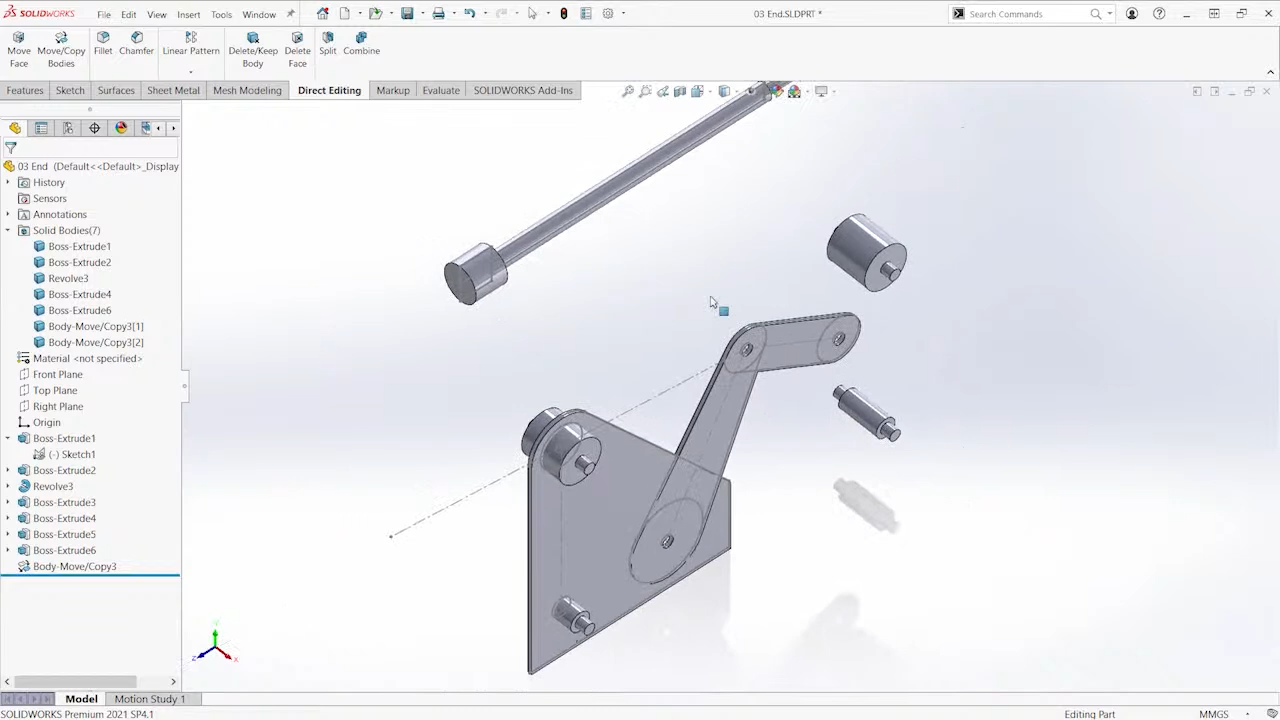 SOLIDWORKS File Edit View Insert Tools Window 03 End.SLDPRT * Search Commands
Move Face
Move/Copy Bodies
Fillet
Chamfer
Linear Pattern
Delete/Keep Body
Delete Face
Split
Combine
Features Sketch Surfaces Sheet Metal Mesh Modeling Direct Editing Markup Evaluate SOLIDWORKS Add-Ins
03 End (Default<<Default>_Display
History
Sensors
Annotations
Solid Bodies(7)
Boss-Extrude1
Boss-Extrude2
Revolve3
Boss-Extrude4
Boss-Extrude6
Body-Move/Copy3[1]
Body-Move/Copy3[2]
Material <not specified>
Front Plane
Top Plane
Right Plane
Origin
Boss-Extrude1
(-) Sketch1
Boss-Extrude2
Revolve3
Boss-Extrude3
Boss-Extrude4
Boss-Extrude5
Boss-Extrude6
Body-Move/Copy3
Y
Z
X
Model Motion Study 1
SOLIDWORKS Premium 2021 SP4.1 Editing Part MMGS